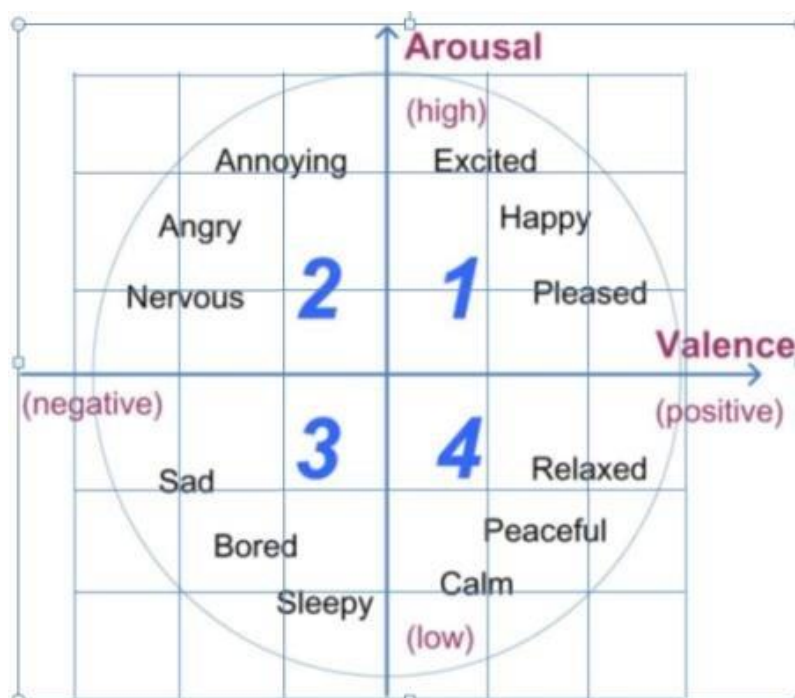 Arousal
(high)
Annoying
Excited
Angry
Happy
Nervous
2
1
Pleased
Valence
(negative)
(positive)
3
4
Sad
Relaxed
Bored
Peaceful
Sleepy
Calm
(low)